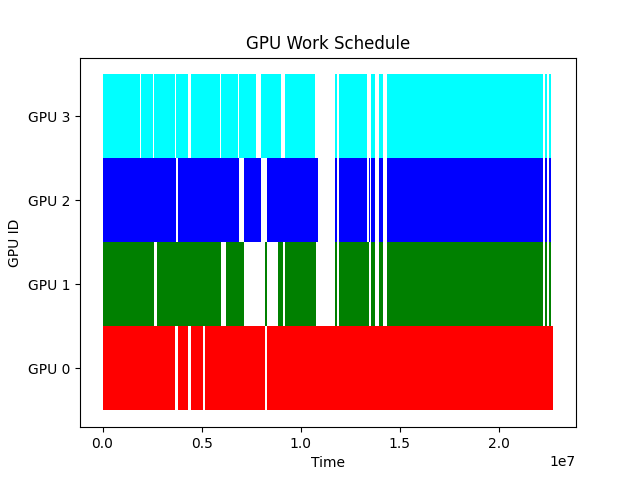 GPU Work Schedule
GPU 3
GPU 2
GPU 1
GPU 0
GPU ID
0.0 0.5 1.0 1.5 2.0
1e7
Time